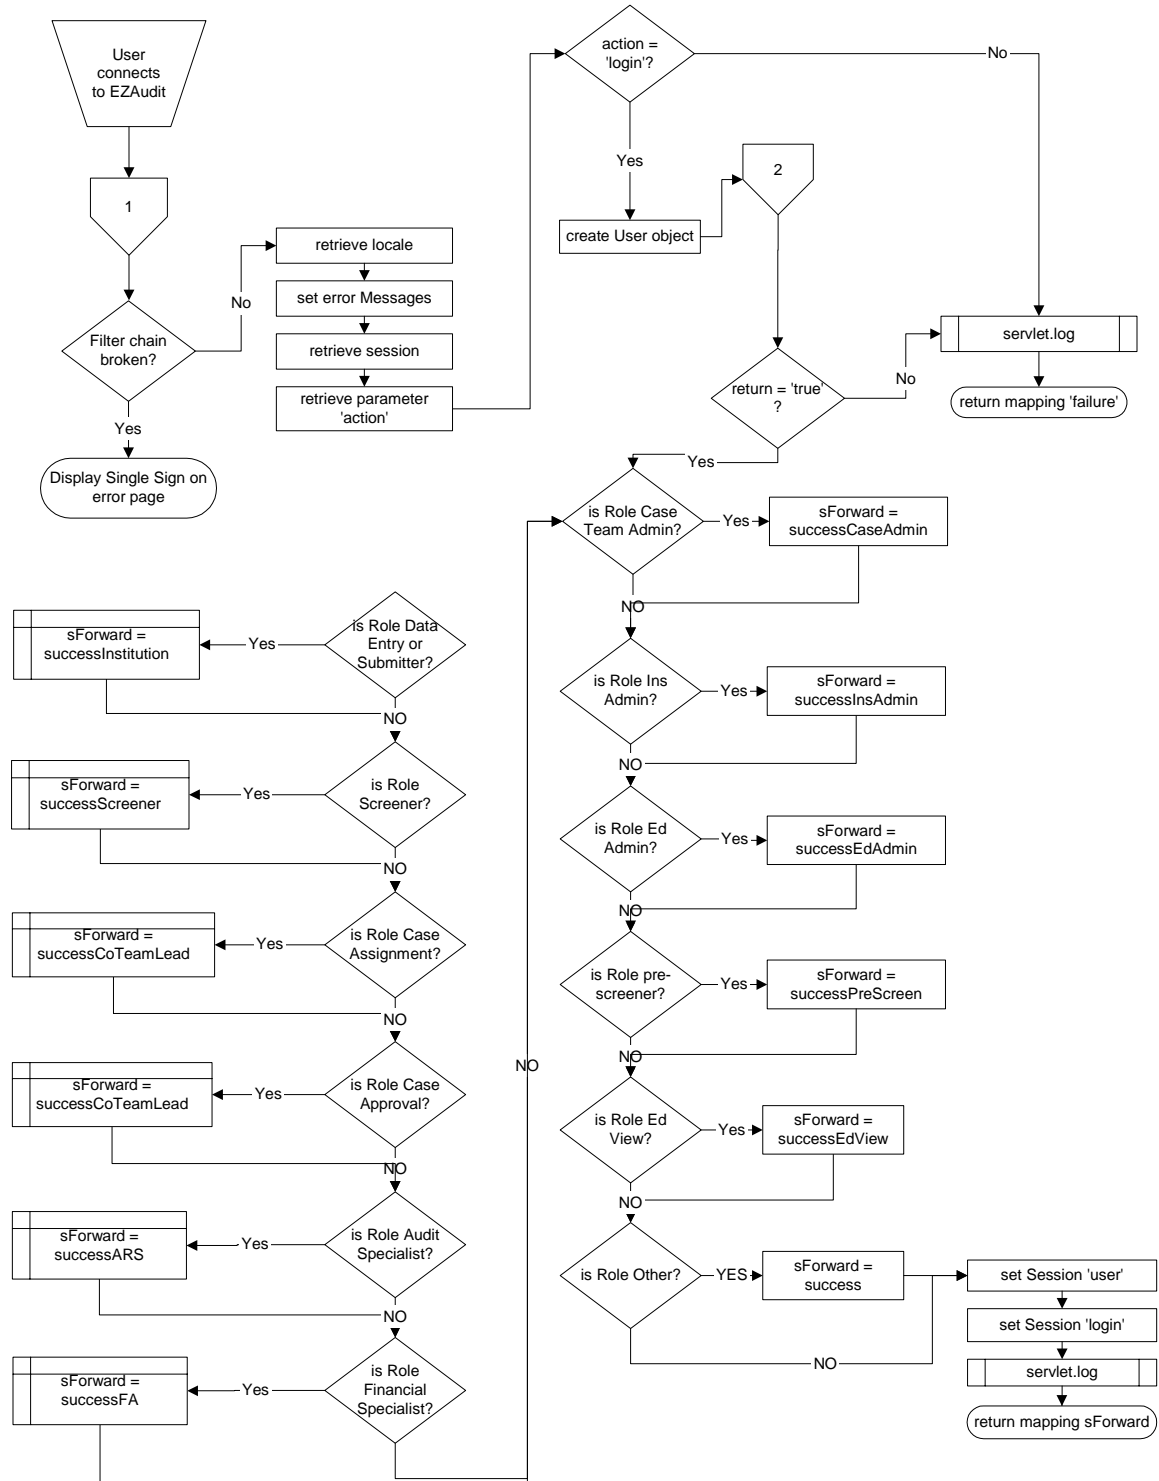 User
connects
to EZAudit
1
Filter chain
broken?
No
Yes
Display Single Sign on
error page
retrieve locale
set error Messages
retrieve session
retrieve parameter
'action'
action =
'login'?
No
Yes
create User object
2
return = 'true'
?
No
Yes
servlet.log
return mapping 'failure'
is Role Case
Team Admin?
Yes
sForward =
successCaseAdmin
NO
is Role Ins
Admin?
Yes
sForward =
successInsAdmin
NO
is Role Ed
Admin?
Yes
sForward =
successEdAdmin
NO
is Role pre-
screener?
Yes
sForward =
successPreScreen
NO
is Role Ed
View?
Yes
sForward =
successEdView
NO
is Role Other?
YES
sForward =
success
NO
set Session 'user'
set Session 'login'
servlet.log
return mapping sForward
is Role Data
Entry or
Submitter?
Yes
sForward =
successInstitution
NO
is Role
Screener?
Yes
sForward =
successScreener
NO
is Role Case
Assignment?
Yes
sForward =
successCoTeamLead
NO
is Role Case
Approval?
Yes
sForward =
successCoTeamLead
NO
is Role Audit
Specialist?
Yes
sForward =
successARS
NO
is Role
Financial
Specialist?
Yes
sForward =
successFA
NO